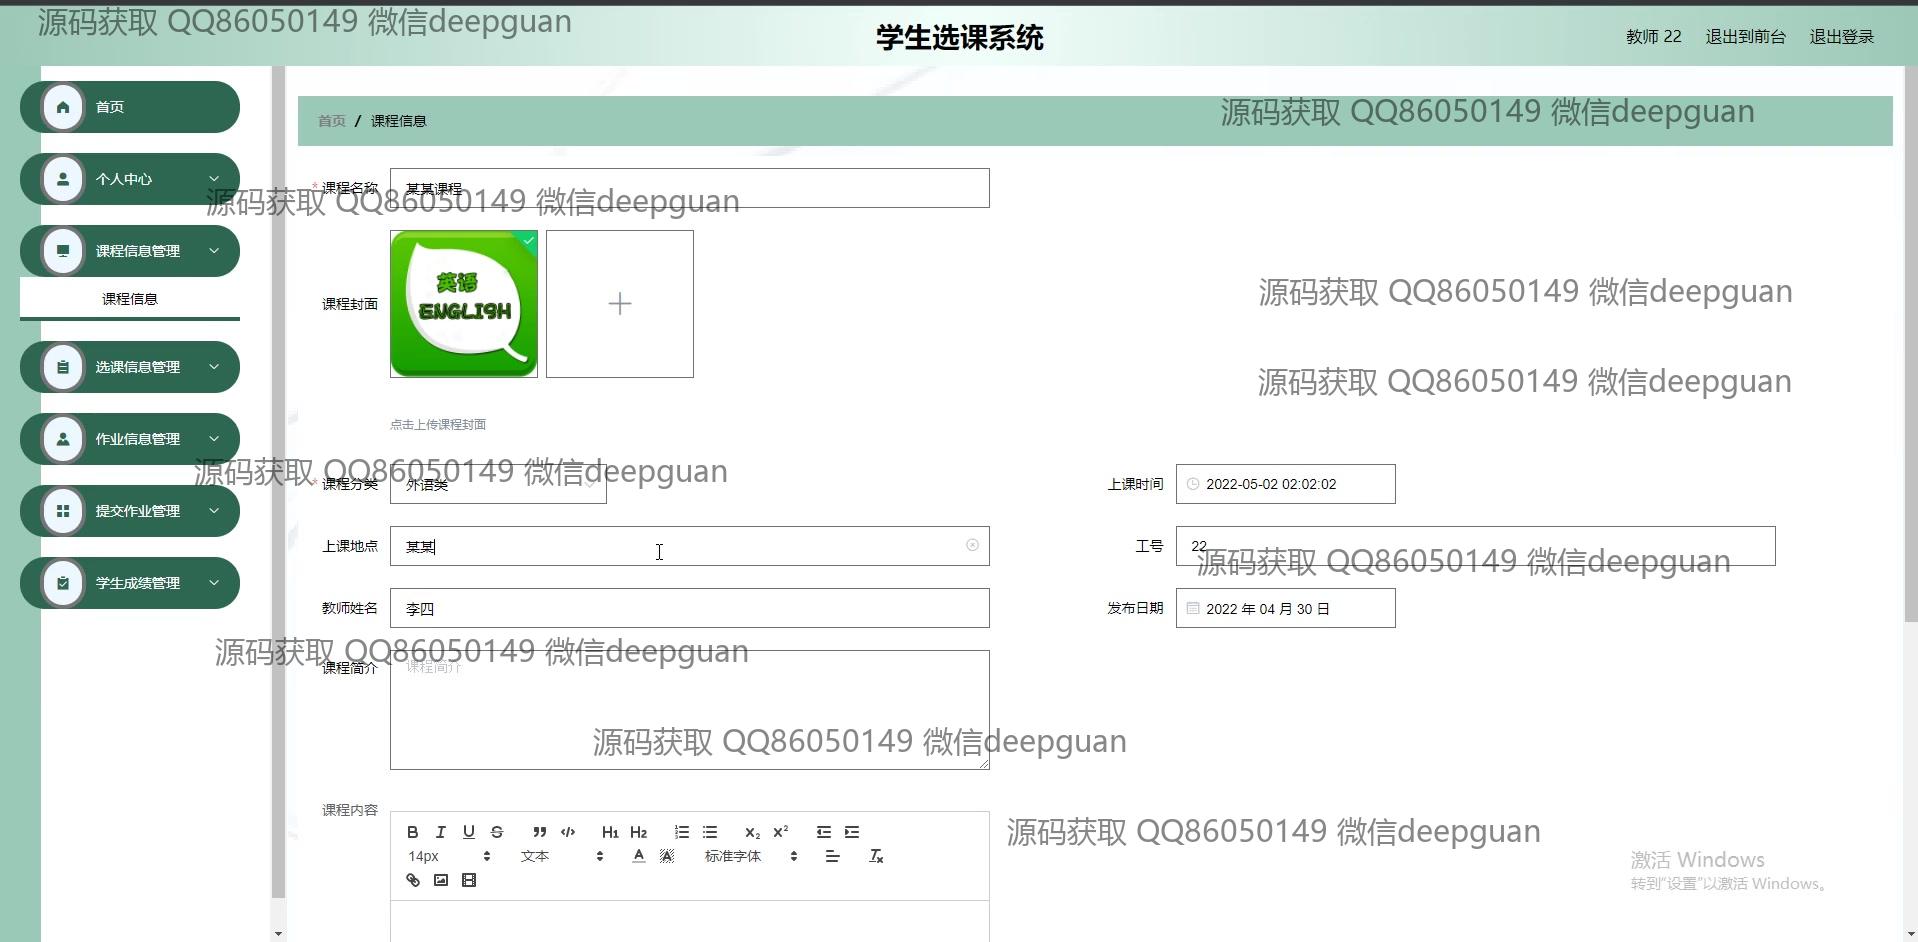 源码获取 QQ86050149 微信deepguan
学生选课系统
教师 22 退出到前台 退出登录
首页
首页 / 课程信息
源码获取 QQ86050149 微信deepguan
个人中心
* 课程名称 某某课程
源码获取 QQ86050149 微信deepguan
课程信息管理
课程信息
课程封面
英语
ENGLISH
源码获取 QQ86050149 微信deepguan
选课信息管理
源码获取 QQ86050149 微信deepguan
点击上传课程封面
作业信息管理
源码获取 QQ86050149 微信deepguan
* 课程分类 外语类
上课时间 2022-05-02 02:02:02
提交作业管理
上课地点 某某
工号 22
源码获取 QQ86050149 微信deepguan
学生成绩管理
教师姓名 李四
发布日期 2022 年 04 月 30 日
源码获取 QQ86050149 微信deepguan
课程简介 课程简介
源码获取 QQ86050149 微信deepguan
课程内容
B I U S ” </> H1 H2 x2 x2
14px 文本 A A 标准字体 Tx
源码获取 QQ86050149 微信deepguan
激活 Windows
转到“设置”以激活 Windows。